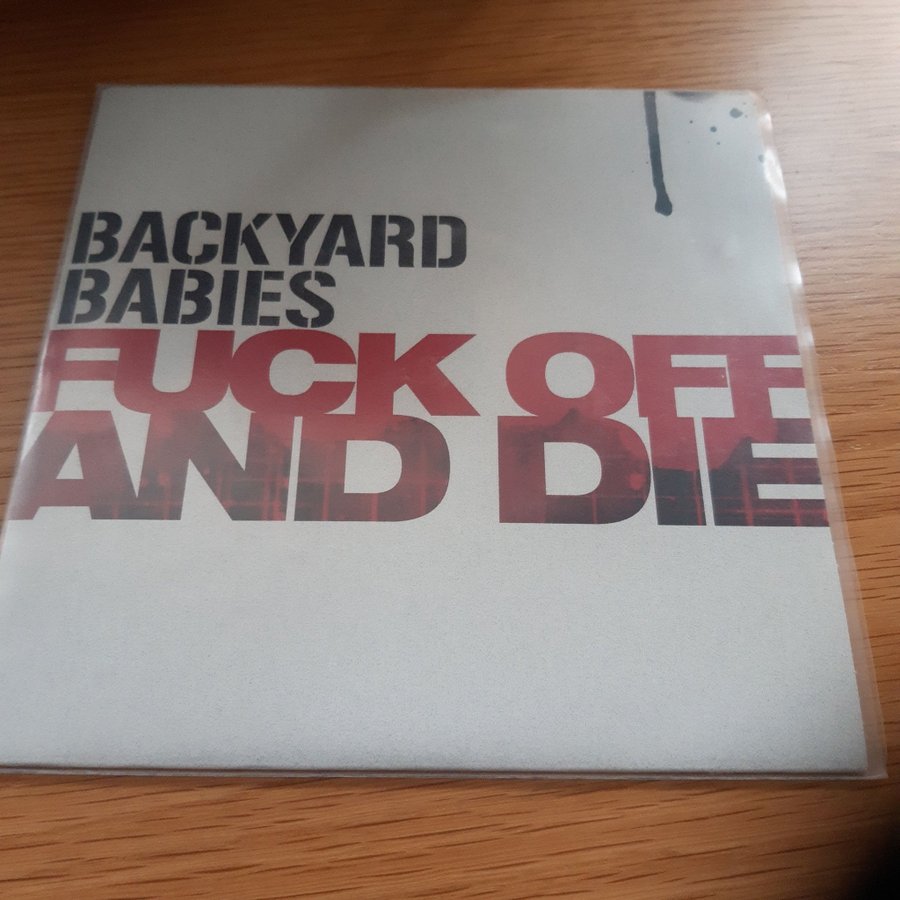 BACKYARD
BABIES
FUCK OFF
AND DIE